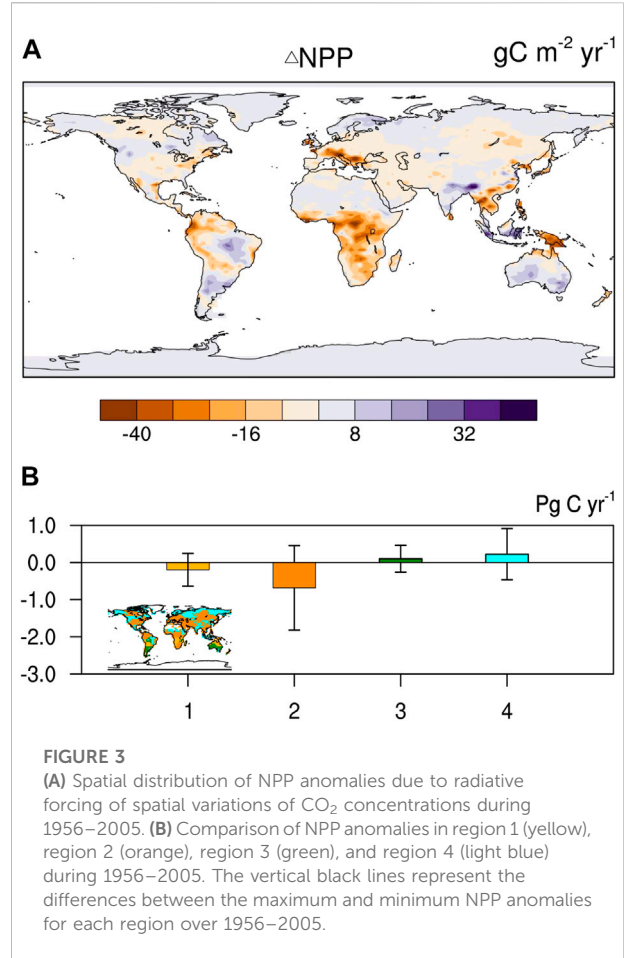 A
△NPP
gC m⁻² yr⁻¹
-40 -16 8 32
B
Pg C yr⁻¹
1.0
0.0
-1.0
-2.0
-3.0
1 2 3 4
FIGURE 3
(A) Spatial distribution of NPP anomalies due to radiative
forcing of spatial variations of CO₂ concentrations during
1956–2005. (B) Comparison of NPP anomalies in region 1 (yellow),
region 2 (orange), region 3 (green), and region 4 (light blue)
during 1956–2005. The vertical black lines represent the
differences between the maximum and minimum NPP anomalies
for each region over 1956–2005.